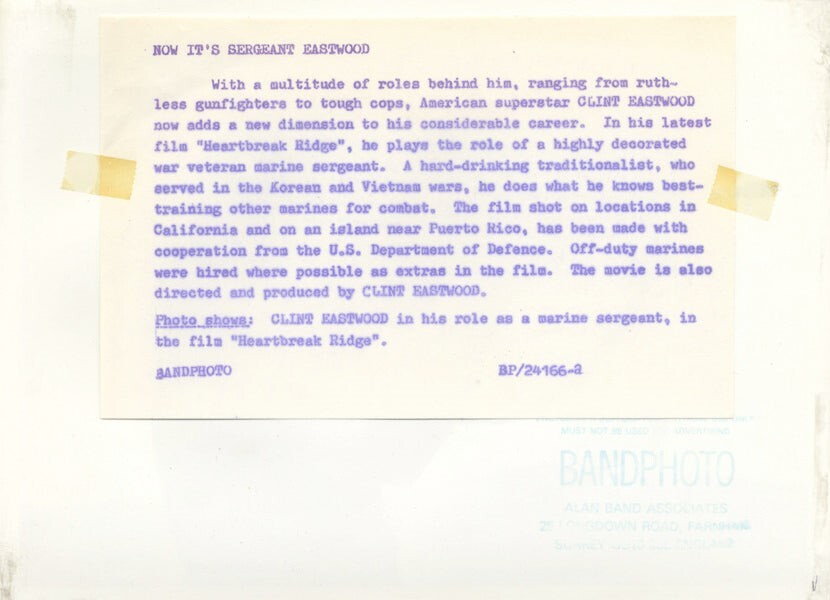 NOW IT'S SERGEANT EASTWOOD
With a multitude of roles behind him, ranging from ruth-
less gunfighters to tough cops, American superstar CLINT EASTWOOD
now adds a new dimension to his considerable career. In his latest
film "Heartbreak Ridge", he plays the role of a highly decorated
war veteran marine sergeant. A hard-drinking traditionalist, who
served in the Korean and Vietnam wars, he does what he knows best-
training other marines for combat. The film shot on locations in
California and on an island near Puerto Rico, has been made with
cooperation from the U.S. Department of Defence. Off-duty marines
were hired where possible as extras in the film. The movie is also
directed and produced by CLINT EASTWOOD.
Photo shows: CLINT EASTWOOD in his role as a marine sergeant, in
the film "Heartbreak Ridge".
BANDPHOTO BP/24166-a
MUST NOT BE USED ADVERTISING
BANDPHOTO
ALAN BAND ASSOCIATES
25 LONGDOWN ROAD, FARNHAM
SURREY ENGLAND